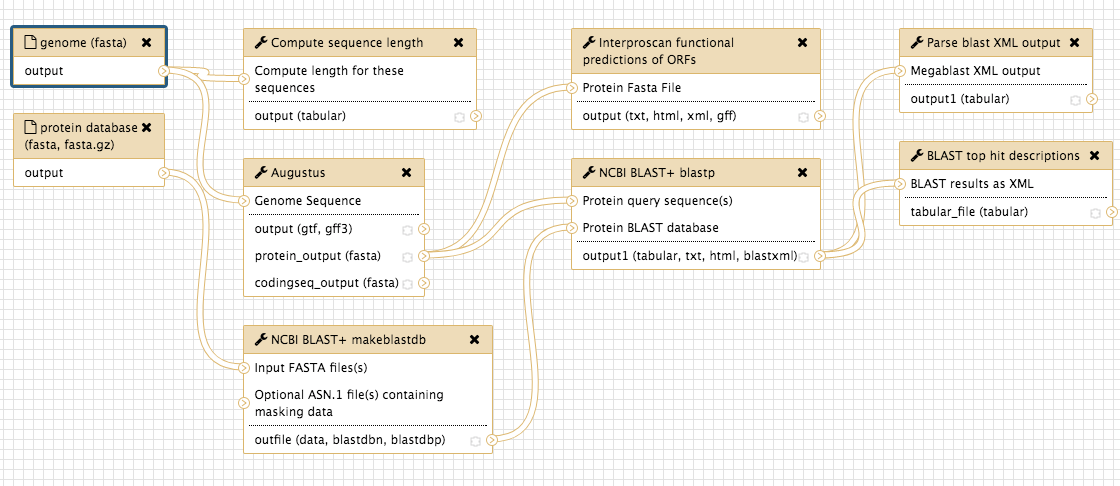 genome (fasta)
output
protein database
(fasta, fasta.gz)
output
Compute sequence length
Compute length for these
sequences
output (tabular)
Augustus
Genome Sequence
output (gtf, gff3)
protein_output (fasta)
codingseq_output (fasta)
NCBI BLAST+ makeblastdb
Input FASTA files(s)
Optional ASN.1 file(s) containing
masking data
outfile (data, blastdbn, blastdbp)
Interproscan functional
predictions of ORFs
Protein Fasta File
output (txt, html, xml, gff)
NCBI BLAST+ blastp
Protein query sequence(s)
Protein BLAST database
output1 (tabular, txt, html, blastxml)
Parse blast XML output
Megablast XML output
output1 (tabular)
BLAST top hit descriptions
BLAST results as XML
tabular_file (tabular)